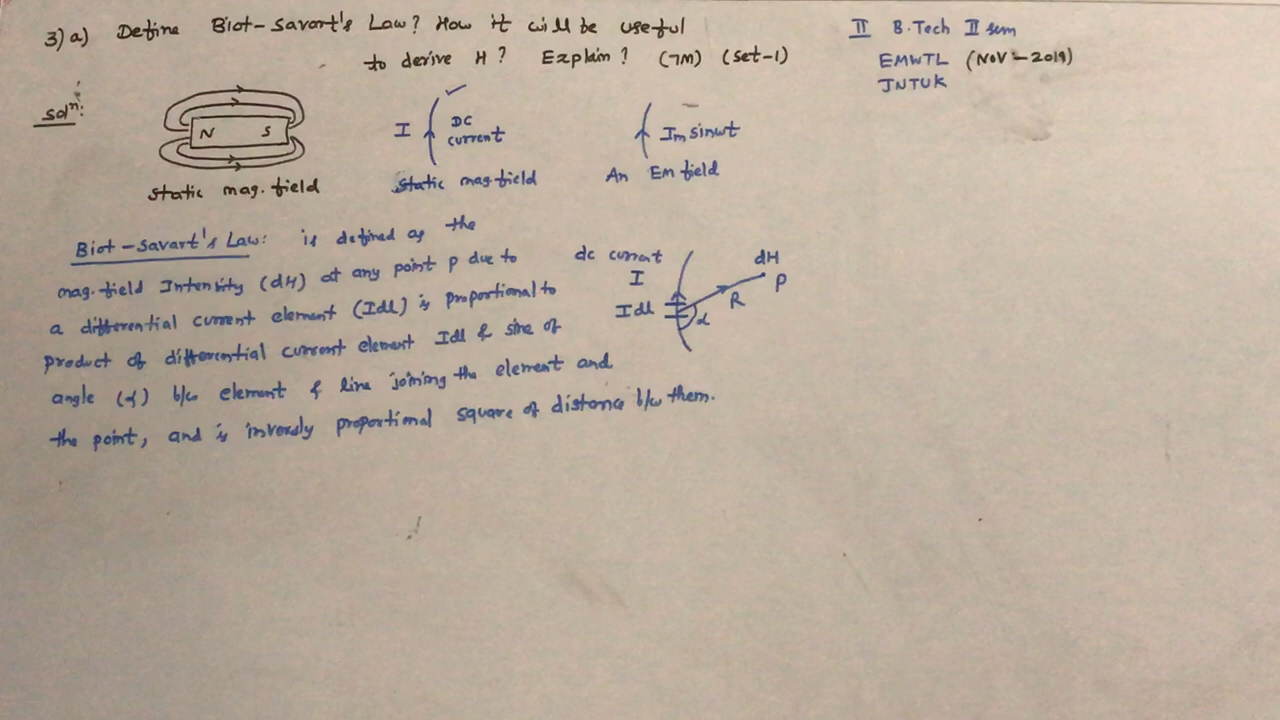 3) a) Define Biot-savart's Law? How it will be useful
to derive H? Explain? (7M) (set-1)
II B.Tech II sem
EMWTL (NOV-2019)
JNTUK
Solⁿ:
N S
static mag. field
I DC
current
static mag field
Im sinωt
An Em field
Biot-savart's Law: is defined as the
mag. field Intensity (dH) at any point p due to
a differential current element (Idl) is proportional to
product of differential current element Idl & sine of
angle (α) b/w element & line joining the element and
the point, and is inversly proportional square of distance b/w them.
dc currat
I
Idl
α
R
dH
P